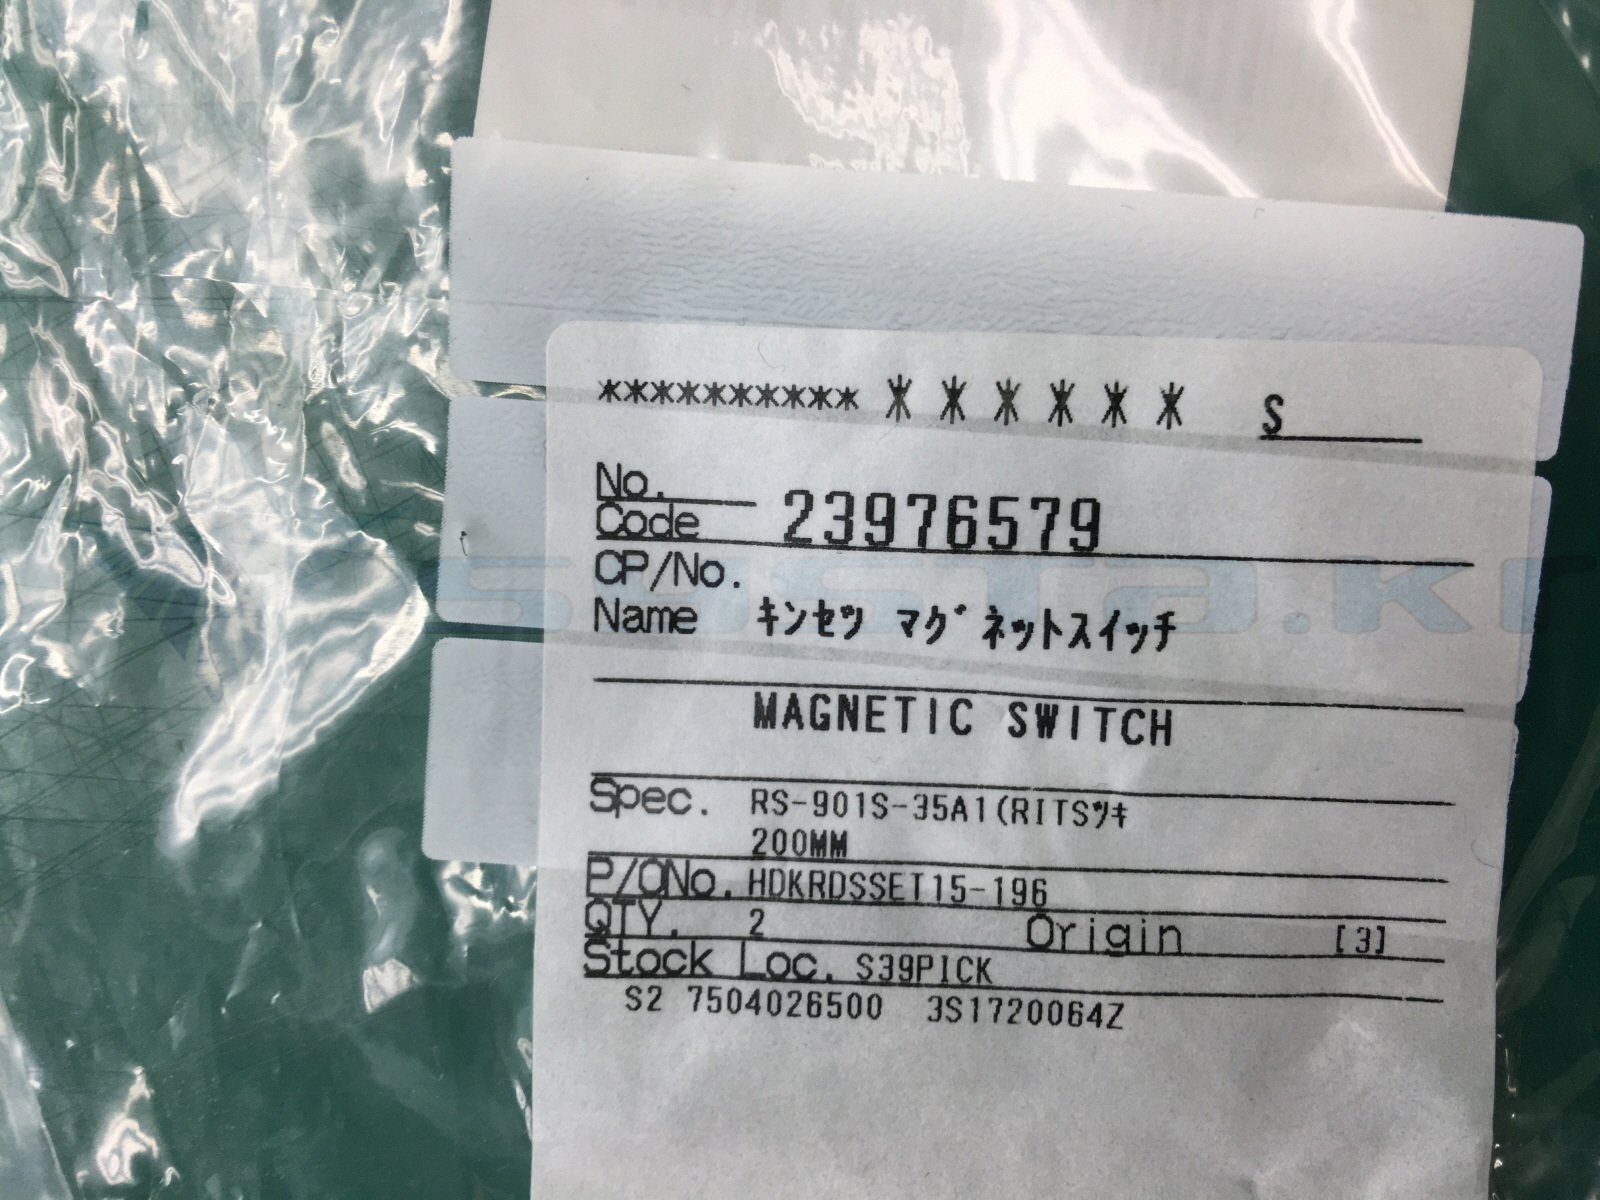 **********＊＊＊＊＊＊ S
No.
Code 23976579
CP/No.
Name ｷﾝｾﾂ ﾏｸﾞﾈｯﾄｽｲｯﾁ
MAGNETIC SWITCH
Spec. RS-901S-35A1(RITSﾂｷ
200MM
P/ONo. HDKRDSSET15-196
QTY. 2 Origin [3]
Stock Loc. S39PICK
S2 7504026500 3S1720064Z